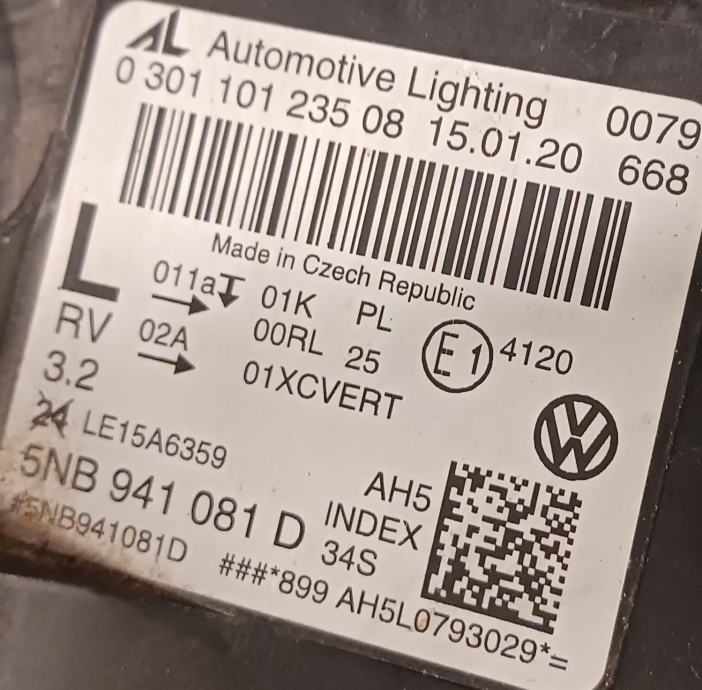 AL Automotive Lighting 0079
0 301 101 235 08 15.01.20 668
Made in Czech Republic
L 011a 01K PL
RV 02A 00RL 25 E1 4120
3.2 01XCVERT
24 LE15A6359 VW
5NB 941 081 D AH5
INDEX
#5NB941081D 34S
###*899 AH5L0793029*=